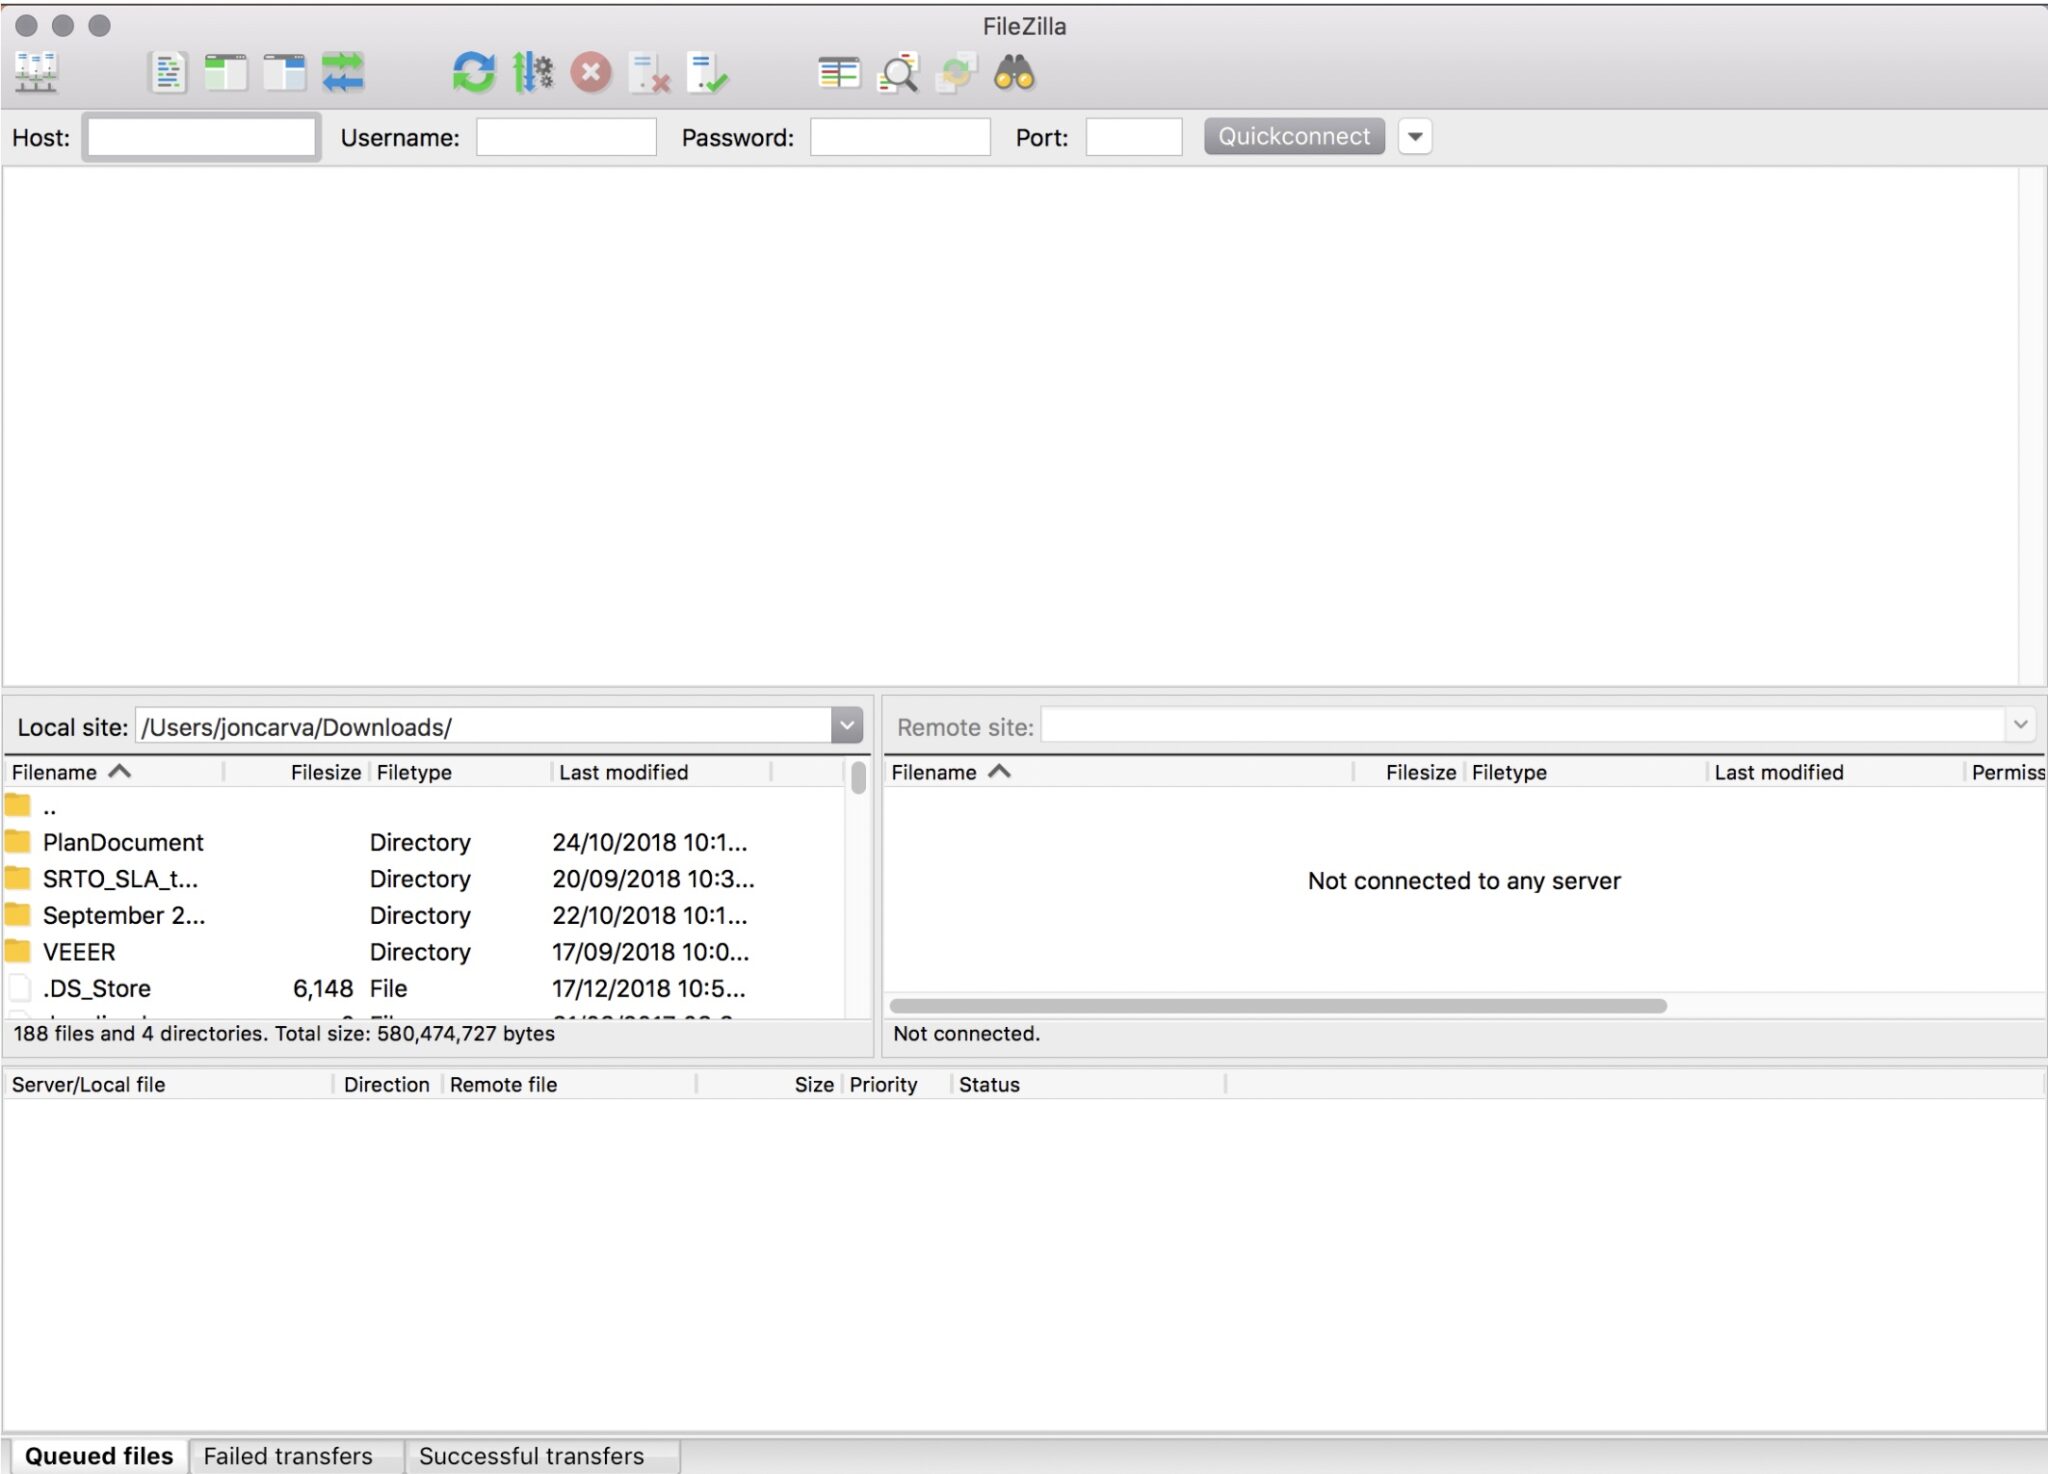 FileZilla
Host: Username: Password: Port: Quickconnect
Local site: /Users/joncarva/Downloads/
Filename Filesize Filetype Last modified
..
PlanDocument Directory 24/10/2018 10:1...
SRTO_SLA_t... Directory 20/09/2018 10:3...
September 2... Directory 22/10/2018 10:1...
VEEER Directory 17/09/2018 10:0...
.DS_Store 6,148 File 17/12/2018 10:5...
188 files and 4 directories. Total size: 580,474,727 bytes
Remote site:
Filename Filesize Filetype Last modified Permiss
Not connected to any server
Not connected.
Server/Local file Direction Remote file Size Priority Status
Queued files Failed transfers Successful transfers